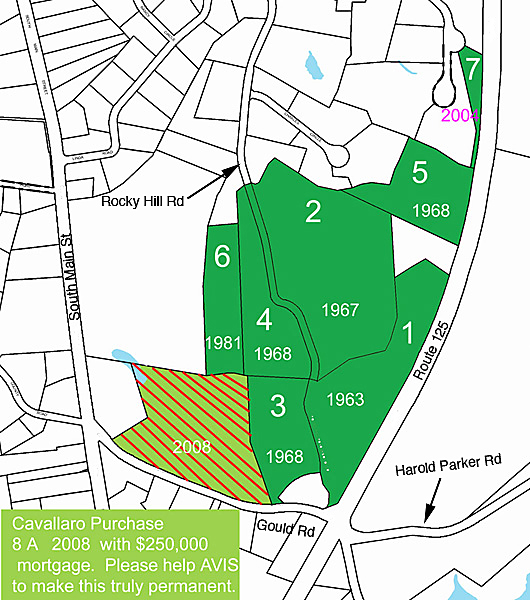 7
2004
5
1968
Rocky Hill Rd
2
6
South Main St
1967
4
1981
1968
1
Route 125
3
1963
2008
1968
Harold Parker Rd
Gould Rd
Cavallaro Purchase
8 A 2008 with $250,000
mortgage. Please help AVIS
to make this truly permanent.